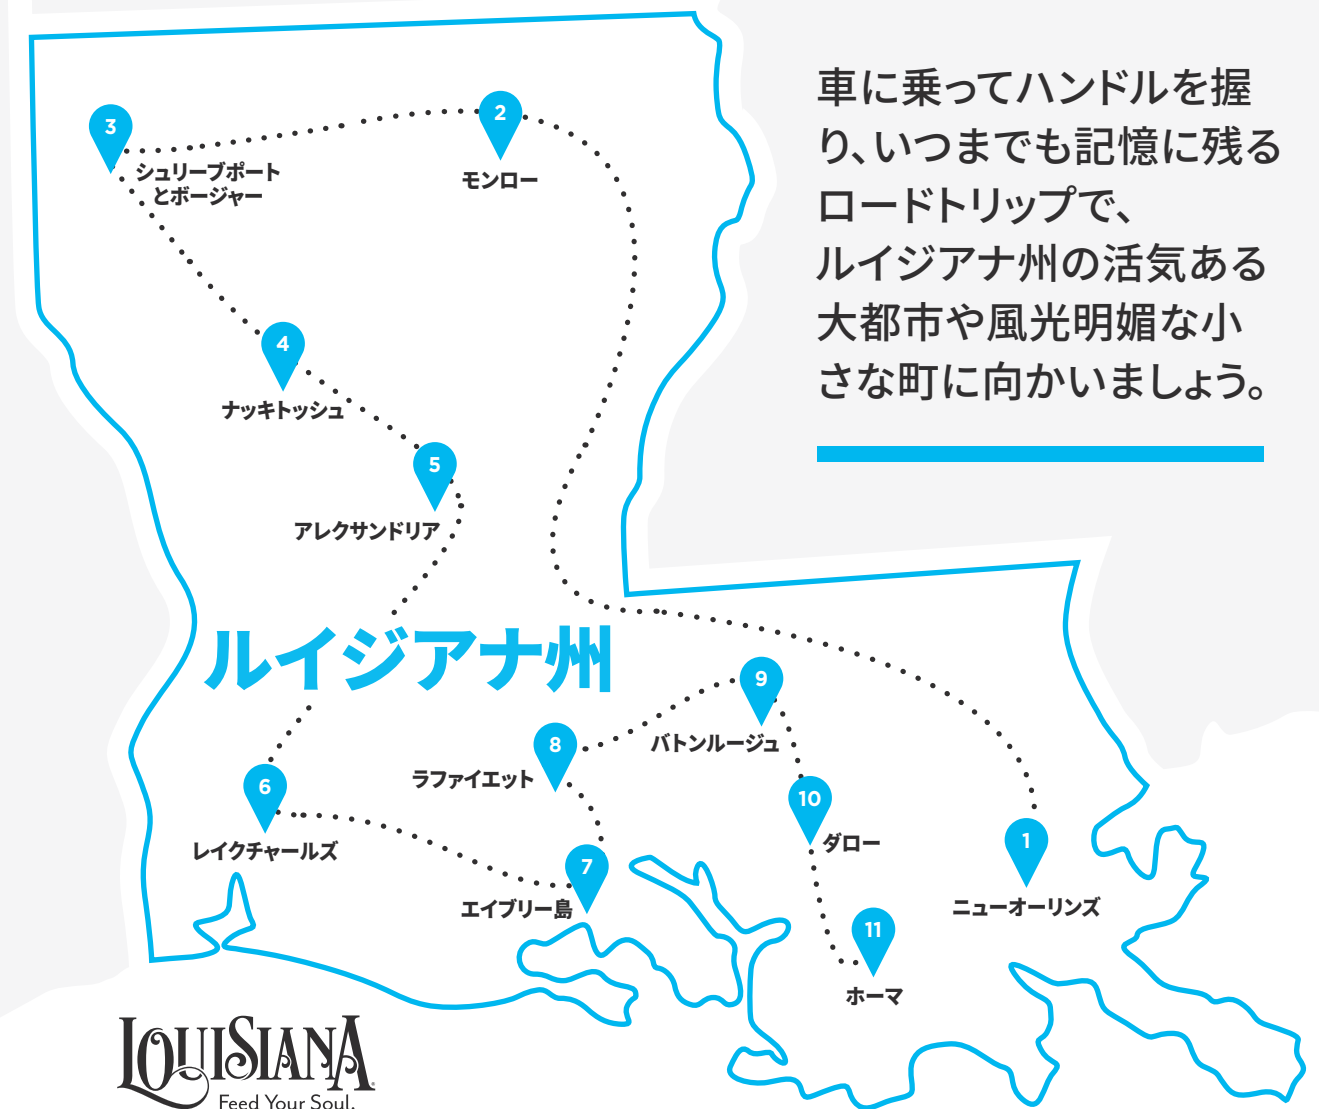 車に乗ってハンドルを握
り、いつまでも記憶に残る
ロードトリップで、
ルイジアナ州の活気ある
大都市や風光明媚な小
さな町に向かいましょう。
3
シュリーブポート
とボージャー
2
モンロー
4
ナッキトッシュ
5
アレクサンドリア
ルイジアナ州
9
バトンルージュ
8
ラファイエット
6
レイクチャールズ
10
ダロー
1
ニューオーリンズ
7
エイブリー島
11
ホーマ
LOUISIANA
Feed Your Soul.